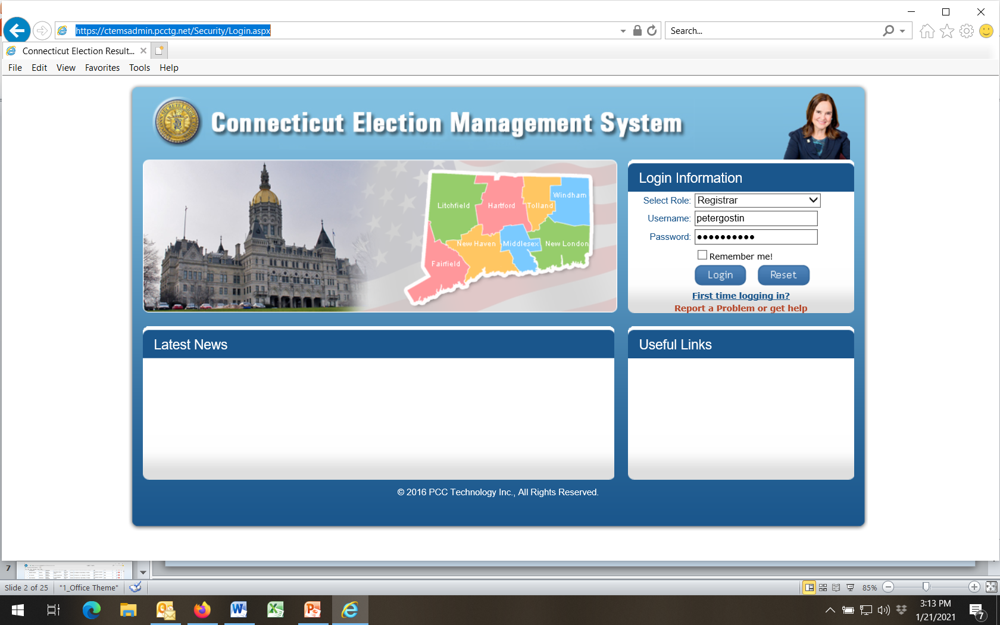 https://ctemsadmin.pcctg.net/Security/Login.aspx
Search...
Connecticut Election Result...
File Edit View Favorites Tools Help
Connecticut Election Management System
Litchfield
Hartford
Tolland
Windham
New Haven
Middlesex
New London
Fairfield
Login Information
Select Role: Registrar
Username: petergostin
Password: ●●●●●●●●●●
Remember me!
Login Reset
First time logging in?
Report a Problem or get help
Latest News
Useful Links
© 2016 PCC Technology Inc., All Rights Reserved.
7
Slide 2 of 25 "1_Office Theme" 85%
3:13 PM
1/21/2021
7